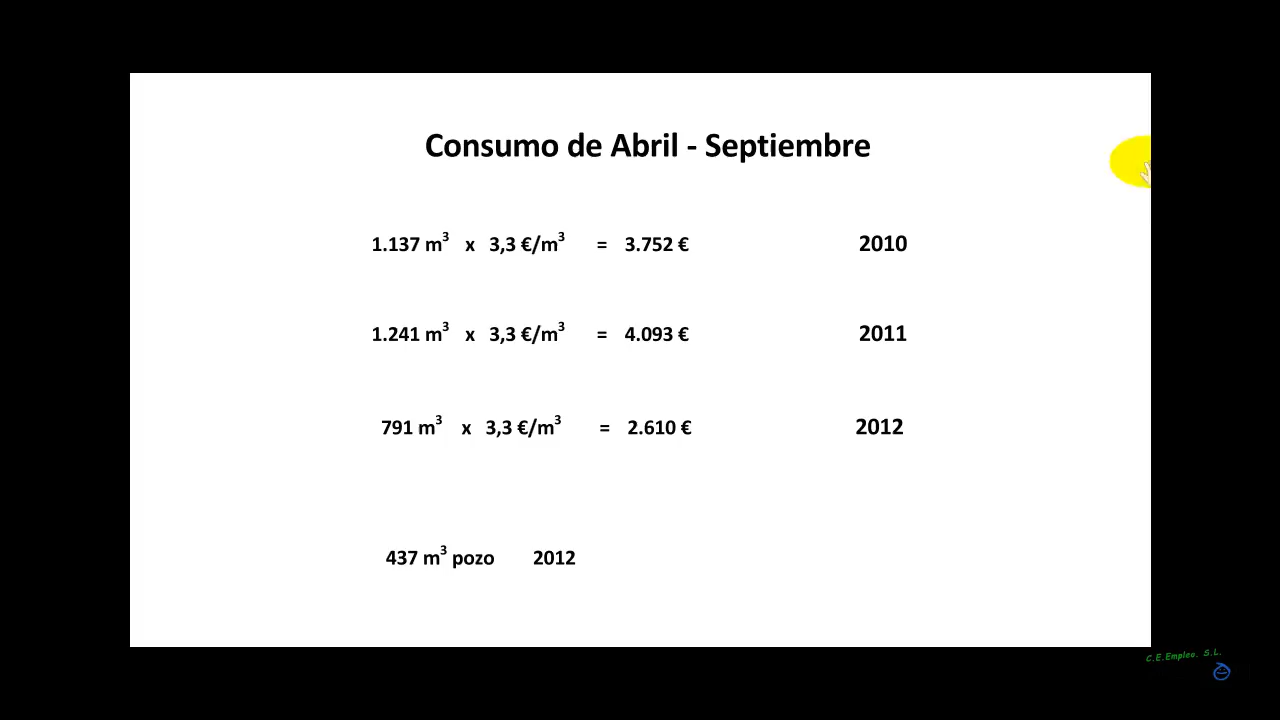 Consumo de Abril - Septiembre
1.137 m³ x 3,3 €/m³ = 3.752 € 2010
1.241 m³ x 3,3 €/m³ = 4.093 € 2011
791 m³ x 3,3 €/m³ = 2.610 € 2012
437 m³ pozo 2012
C.E.Empleo. S.L.